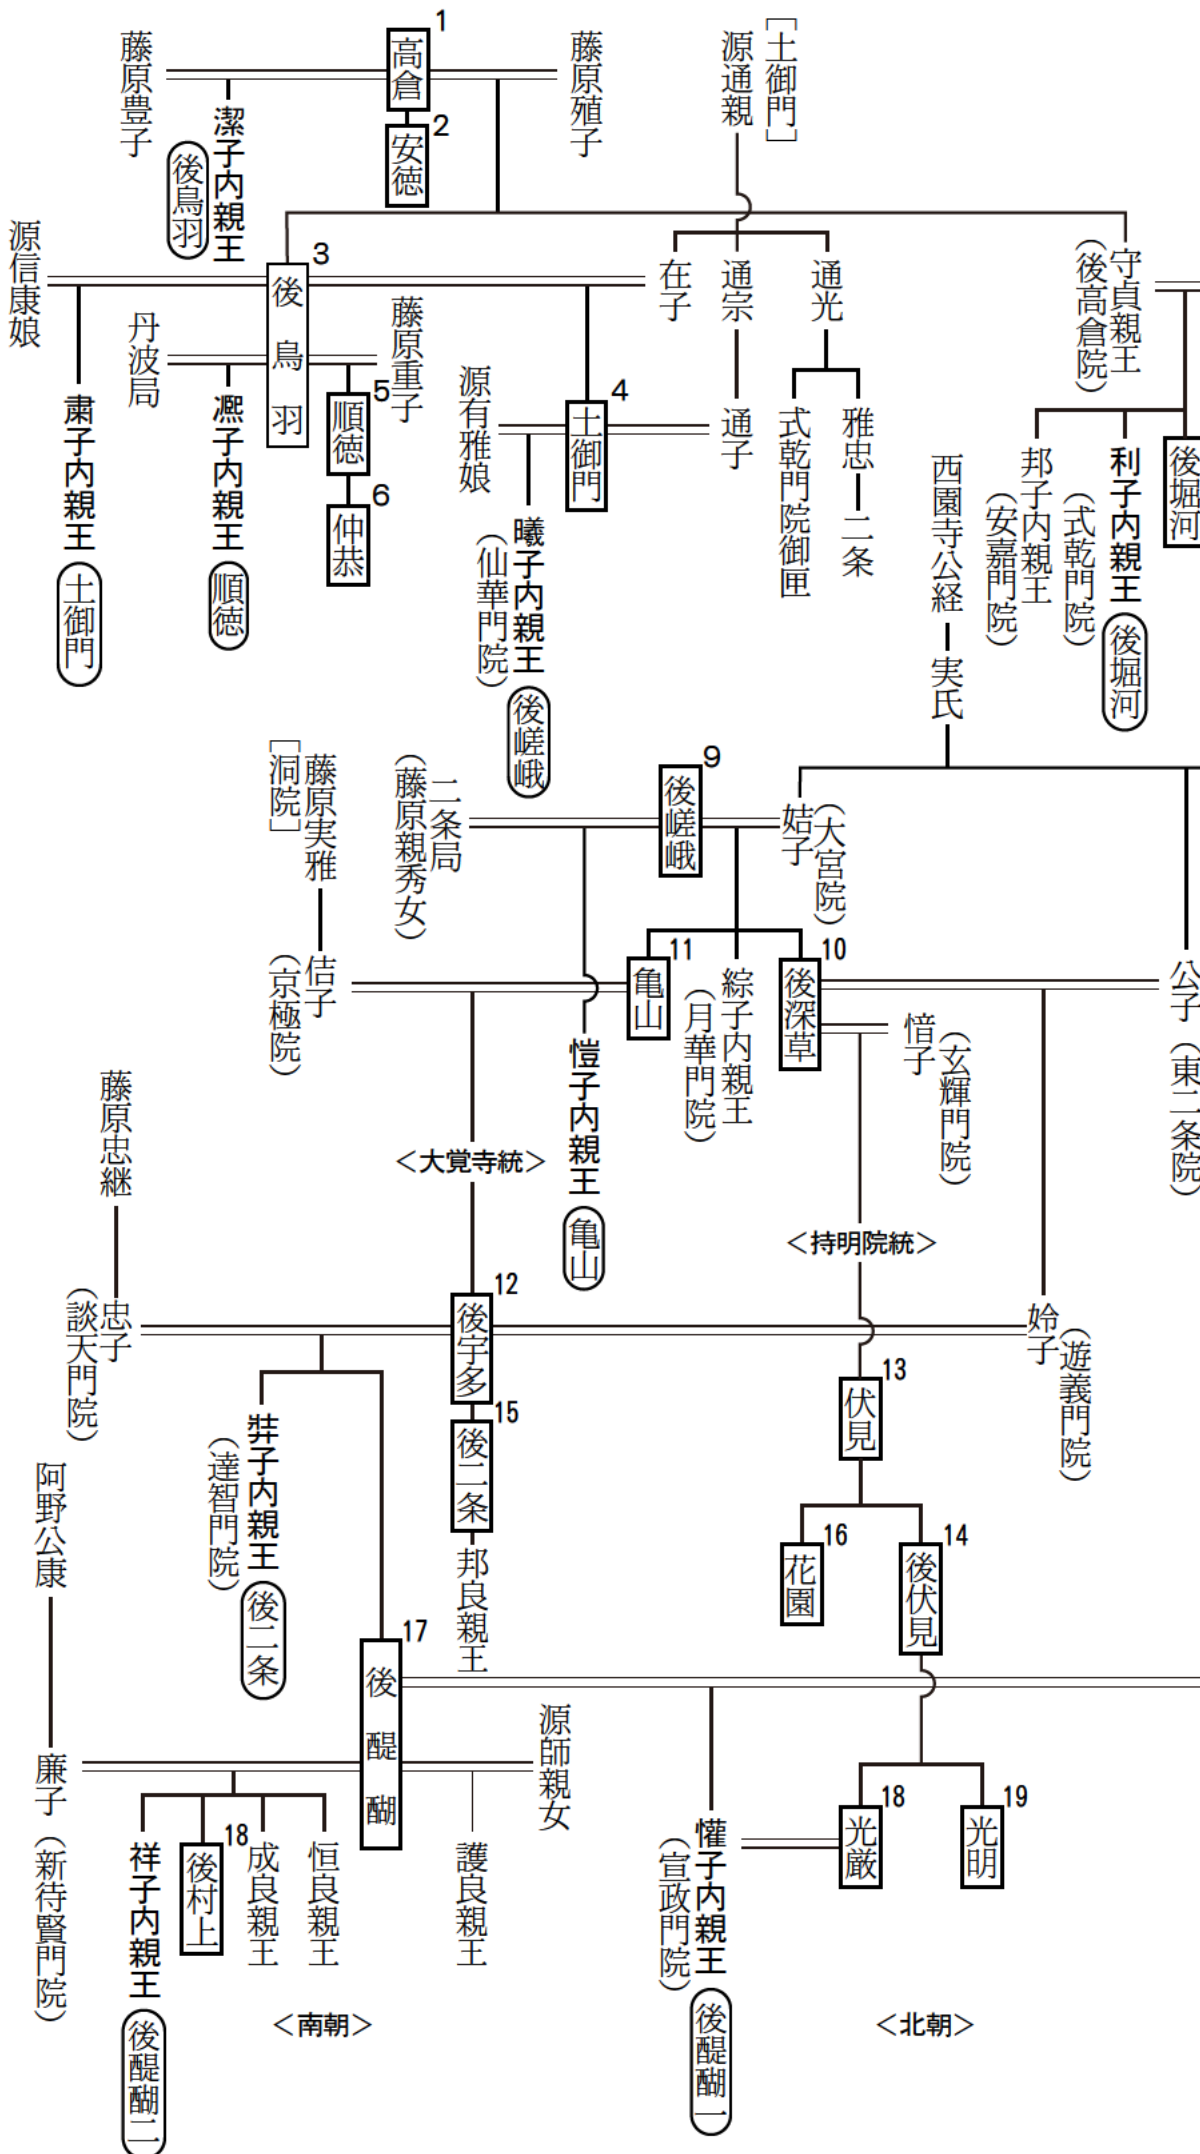 1
高倉
2
安徳
藤原豊子
藤原殖子
潔子内親王
後鳥羽
[土御門]
源通親
源信康娘
3
後鳥羽
在子
通宗
通光
守貞親王
(後高倉院)
丹波局
藤原重子
5
順徳
6
仲恭
粛子内親王
土御門
凞子内親王
順徳
源有雅娘
4
土御門
通子
式乾門院御匣
雅忠
二条
曦子内親王
(仙華門院)
後嵯峨
西園寺公経
実氏
邦子内親王
(安嘉門院)
利子内親王
(式乾門院)
後堀河
後堀河
[洞院]
藤原実雅
佶子
(京極院)
二条局
(藤原親秀女)
9
後嵯峨
姞子
(大宮院)
11
亀山
綜子内親王
(月華門院)
10
後深草
愔子
(玄輝門院)
公子
(東二条院)
愷子内親王
亀山
<大覚寺統>
<持明院統>
藤原忠継
忠子
(談天門院)
12
後宇多
姈子
(遊義門院)
13
伏見
15
後二条
邦良親王
弉子内親王
(達智門院)
後二条
16
花園
14
後伏見
阿野公康
廉子
(新待賢門院)
17
後醍醐
源師親女
祥子内親王
後醍醐二
18
後村上
成良親王
恒良親王
護良親王
懽子内親王
(宣政門院)
後醍醐一
18
光厳
19
光明
<南朝>
<北朝>